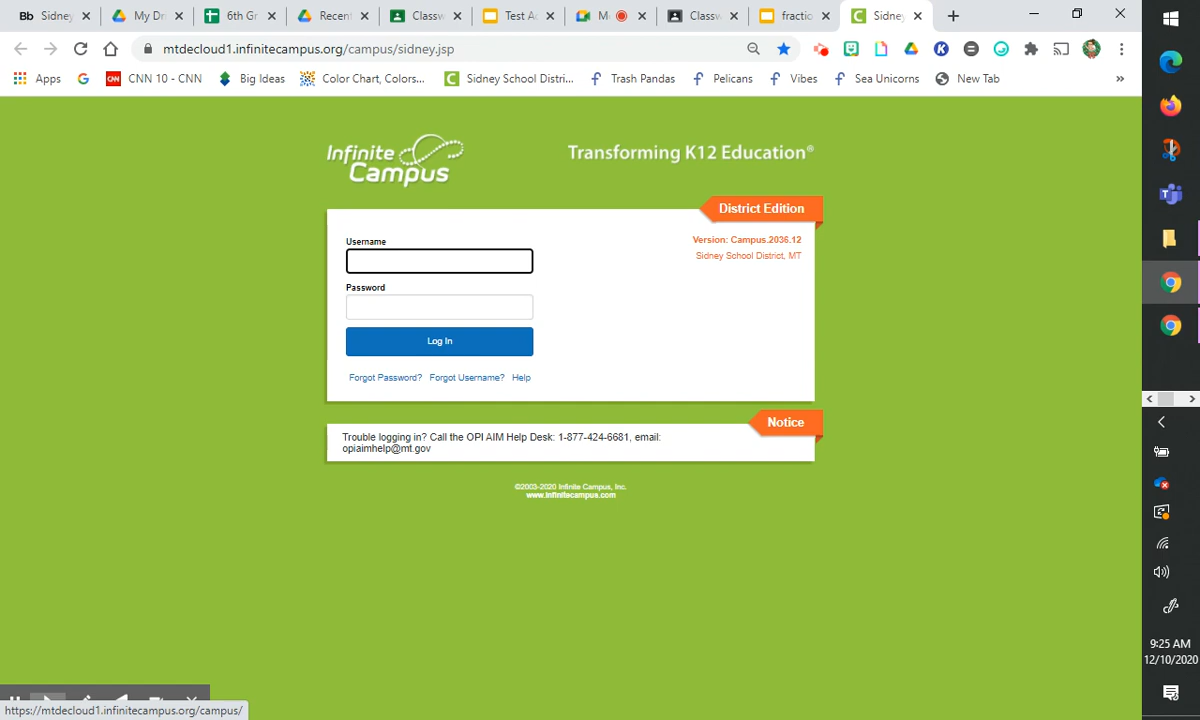 Bb Sidney
My Dr
6th Gr
Recent
Classw
Test A
M
Classw
fractio
Sidney
mtdecloud1.infinitecampus.org/campus/sidney.jsp
Apps
G
CNN CNN 10 - CNN
Big Ideas
Color Chart, Colors...
Sidney School Distri...
Trash Pandas
Pelicans
Vibes
Sea Unicorns
New Tab
»
Infinite
Campus
Transforming K12 Education®
District Edition
Username
Version: Campus.2036.12
Sidney School District, MT
Password
Log In
Forgot Password? Forgot Username? Help
Notice
Trouble logging in? Call the OPI AIM Help Desk: 1-877-424-6681, email:
opiaimhelp@mt.gov
©2003-2020 Infinite Campus, Inc.
www.infinitecampus.com
9:25 AM
12/10/2020
https://mtdecloud1.infinitecampus.org/campus/